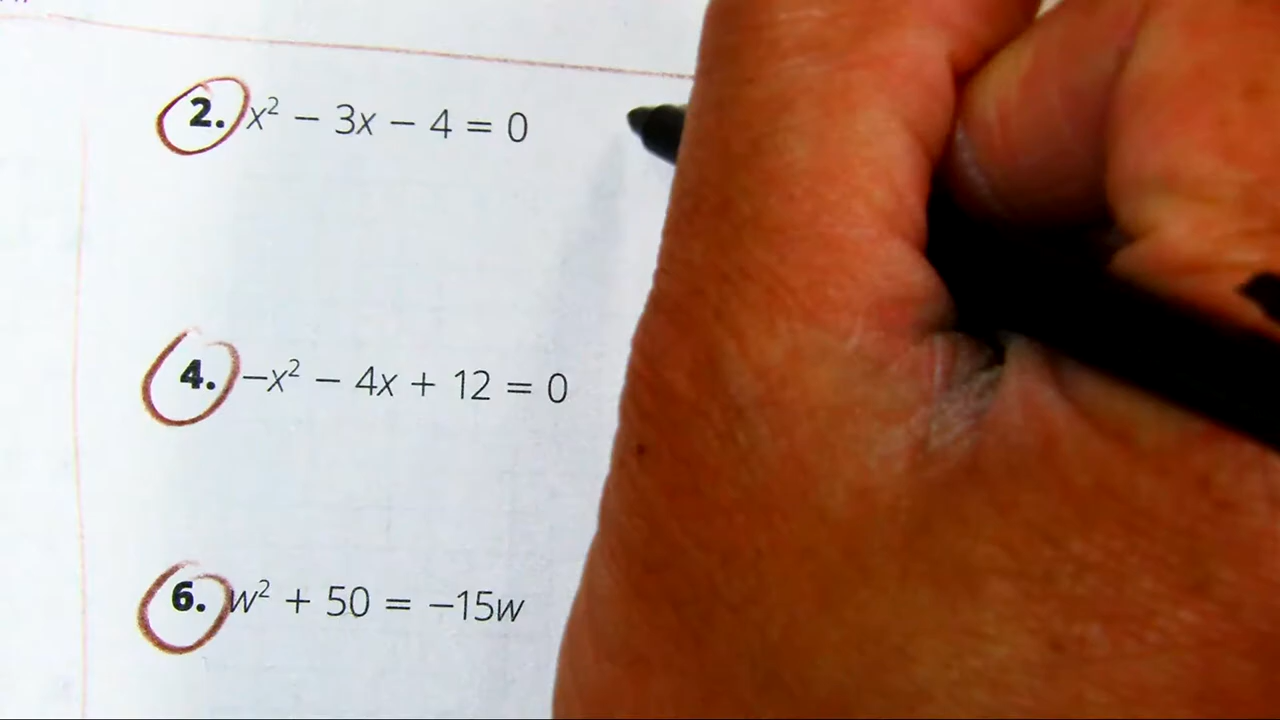 2. x² − 3x − 4 = 0
4. −x² − 4x + 12 = 0
6. w² + 50 = −15w